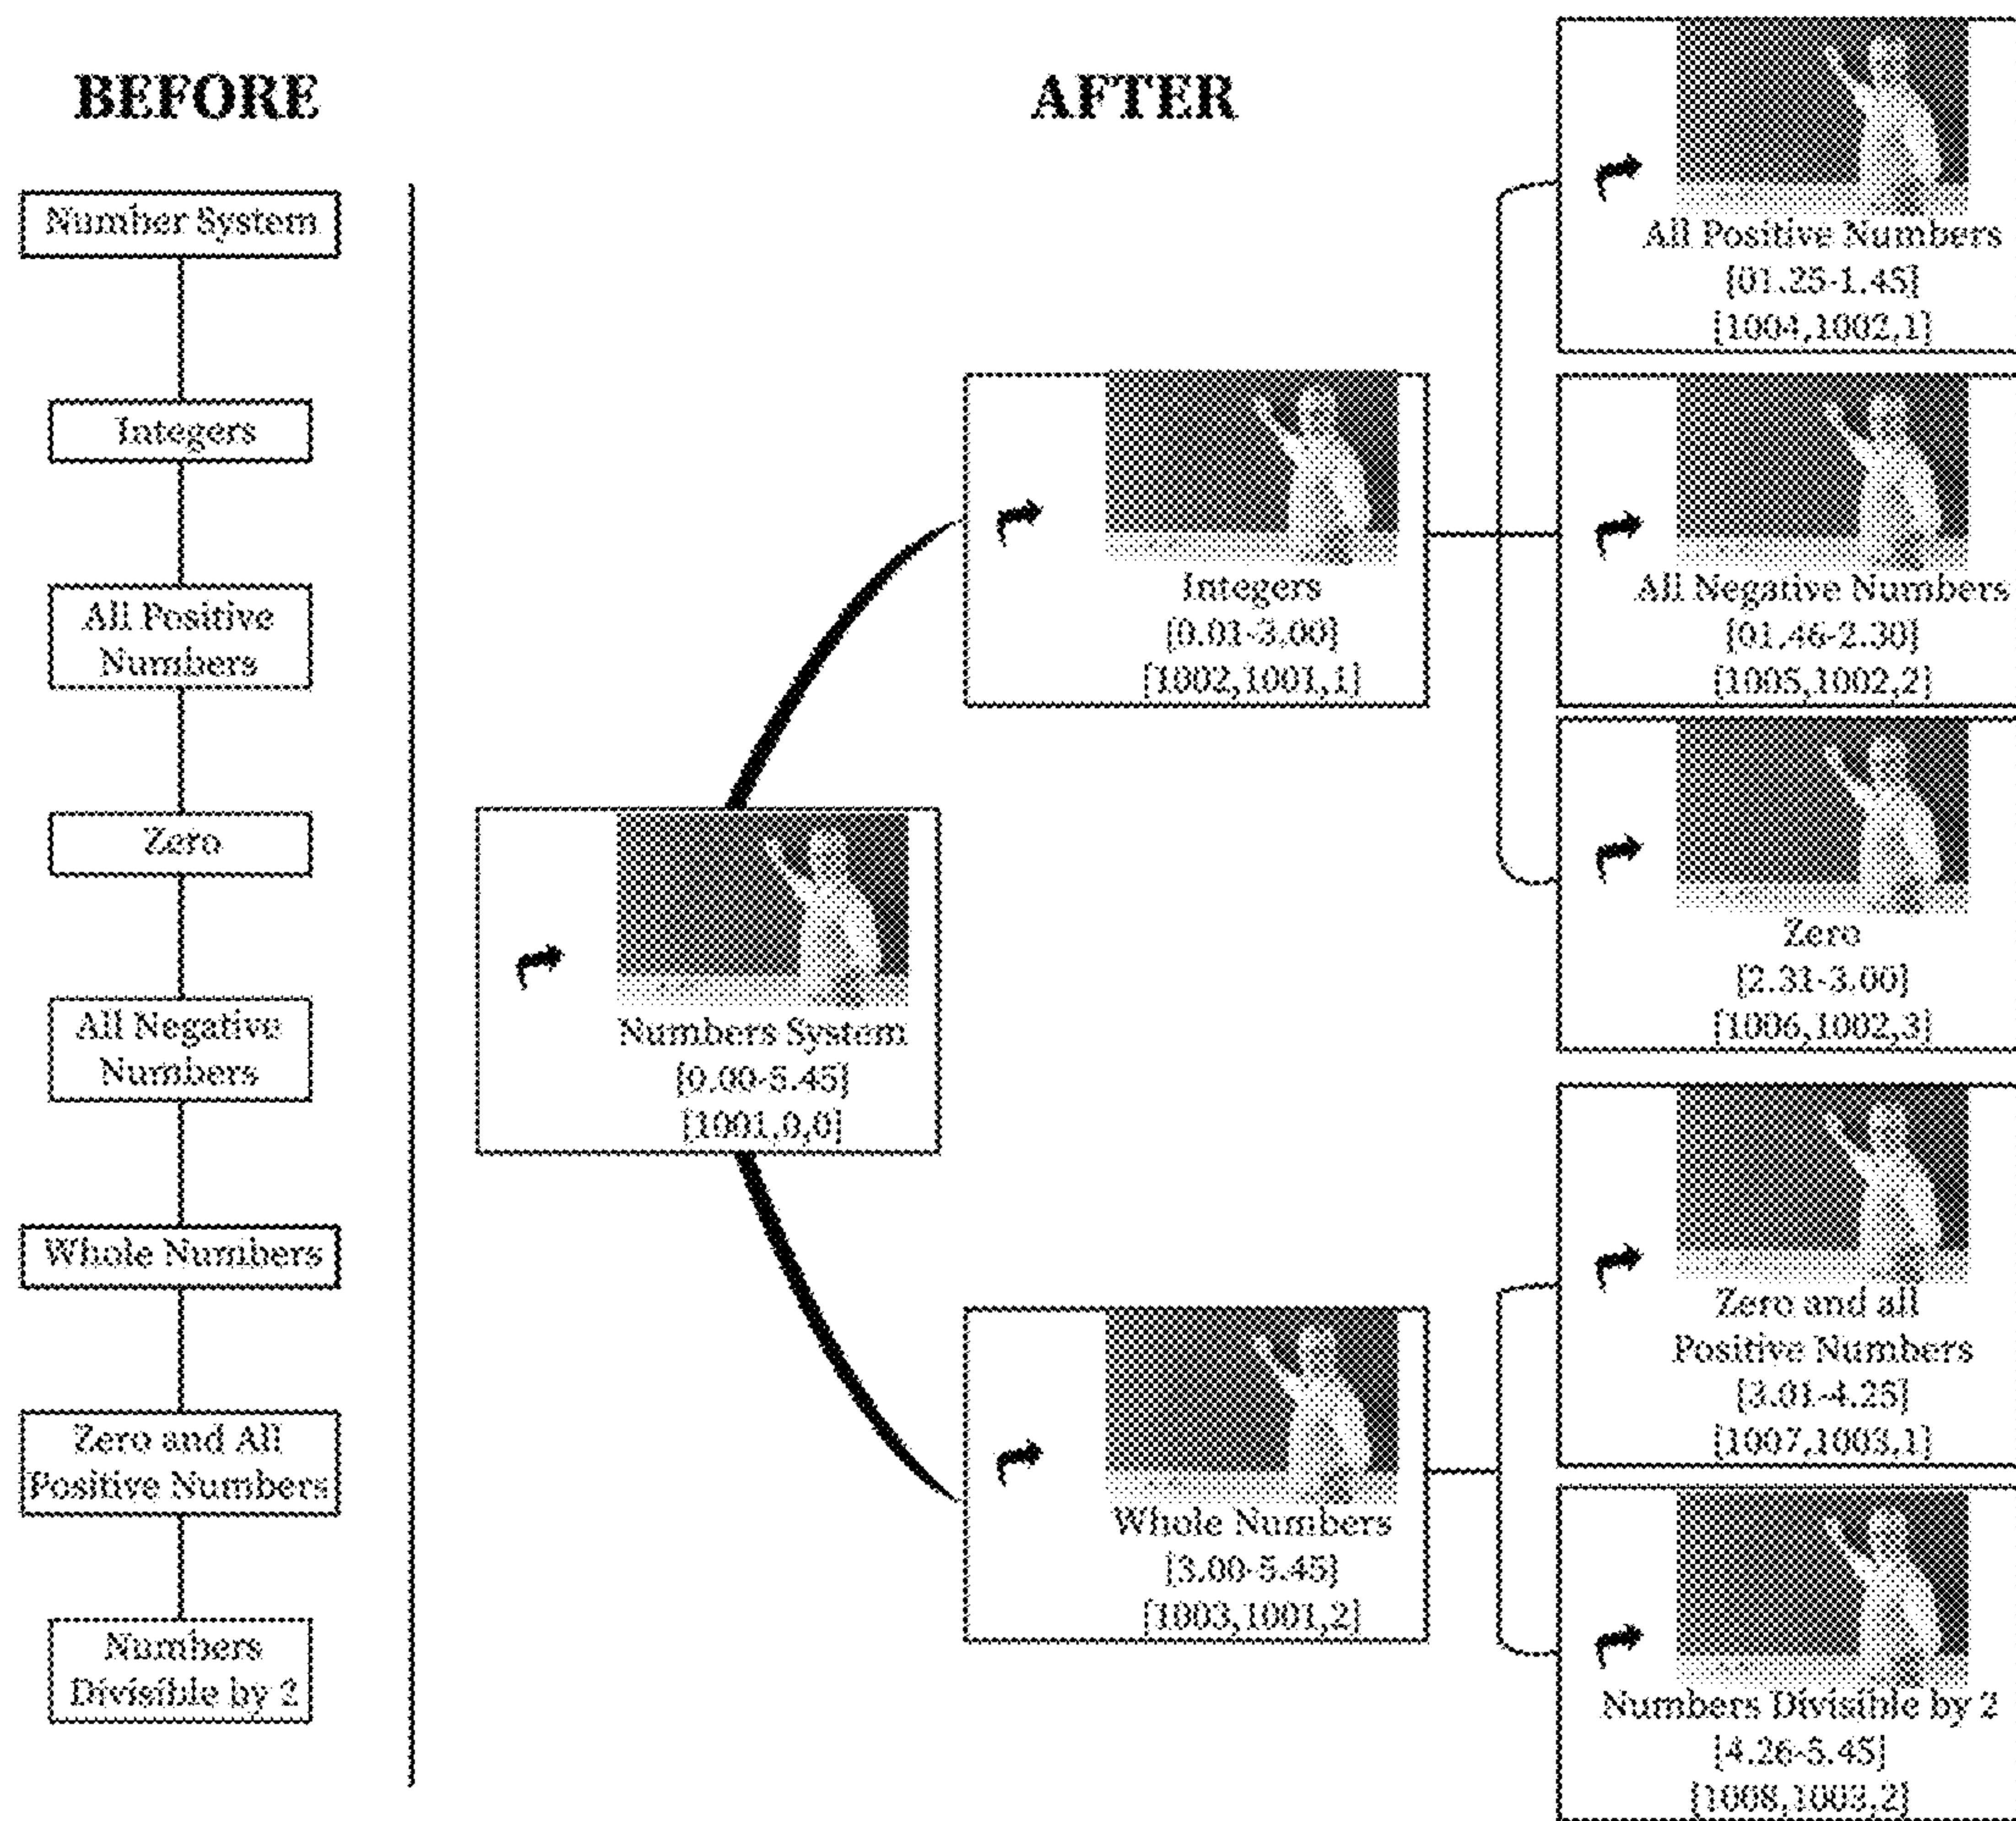 BEFORE
Number System
Integers
All Positive
Numbers
Zero
All Negative
Numbers
Whole Numbers
Zero and All
Positive Numbers
Numbers
Divisible by 2
AFTER
Numbers System
[0.00-5.45]
[1001,0,0]
Integers
[0.01-3.00]
[1002,1001,1]
Whole Numbers
[3.00-5.45]
[1003,1001,2]
All Positive Numbers
[01.25-1.45]
[1004,1002,1]
All Negative Numbers
[01.46-2.30]
[1005,1002,2]
Zero
[2.31-3.00]
[1006,1002,3]
Zero and all
Positive Numbers
[3.01-4.25]
[1007,1003,1]
Numbers Divisible by 2
[4.26-5.45]
[1008,1003,2]